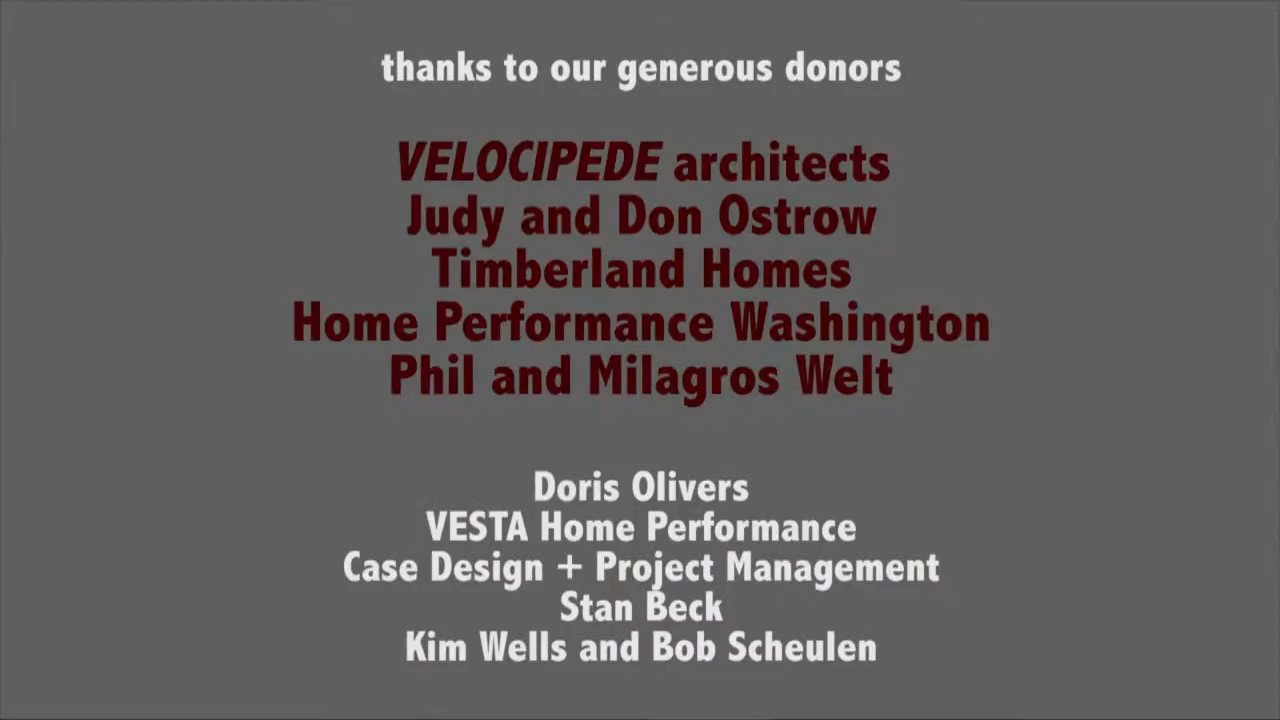 thanks to our generous donors
VELOCIPEDE architects
Judy and Don Ostrow
Timberland Homes
Home Performance Washington
Phil and Milagros Welt
Doris Olivers
VESTA Home Performance
Case Design + Project Management
Stan Beck
Kim Wells and Bob Scheulen